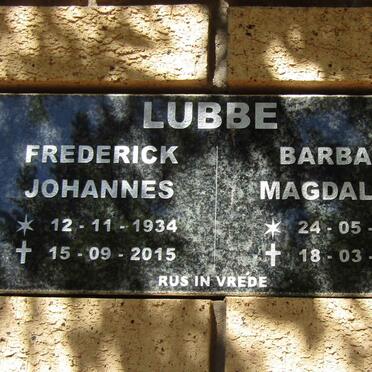 LUBBE
FREDERICK
JOHANNES
* 12 - 11 - 1934
✝ 15 - 09 - 2015
BARBA
MAGDAL
* 24 - 05 -
✝ 18 - 03 -
RUS IN VREDE